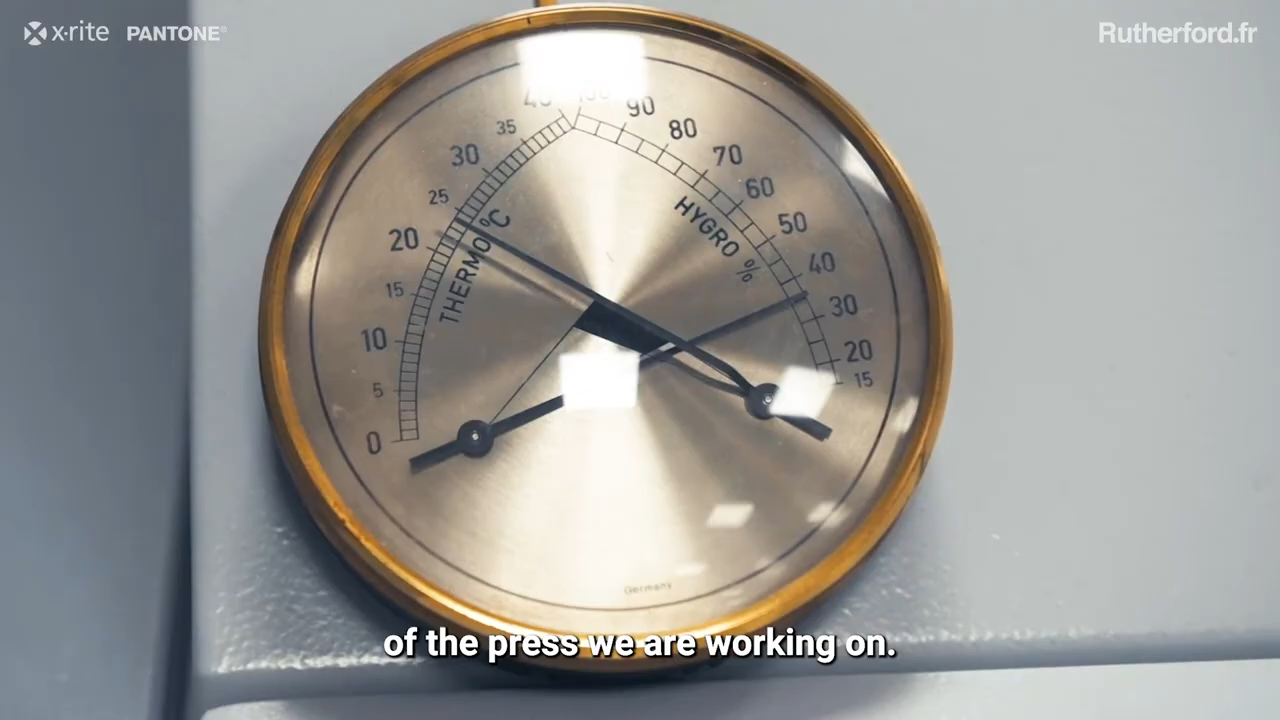 x·rite PANTONE®
Rutherford.fr
40 100
35 90
30 80
25 70
20 60
15 50
10 40
5 30
0 20
15
THERMO °C
HYGRO %
Germany
of the press we are working on.